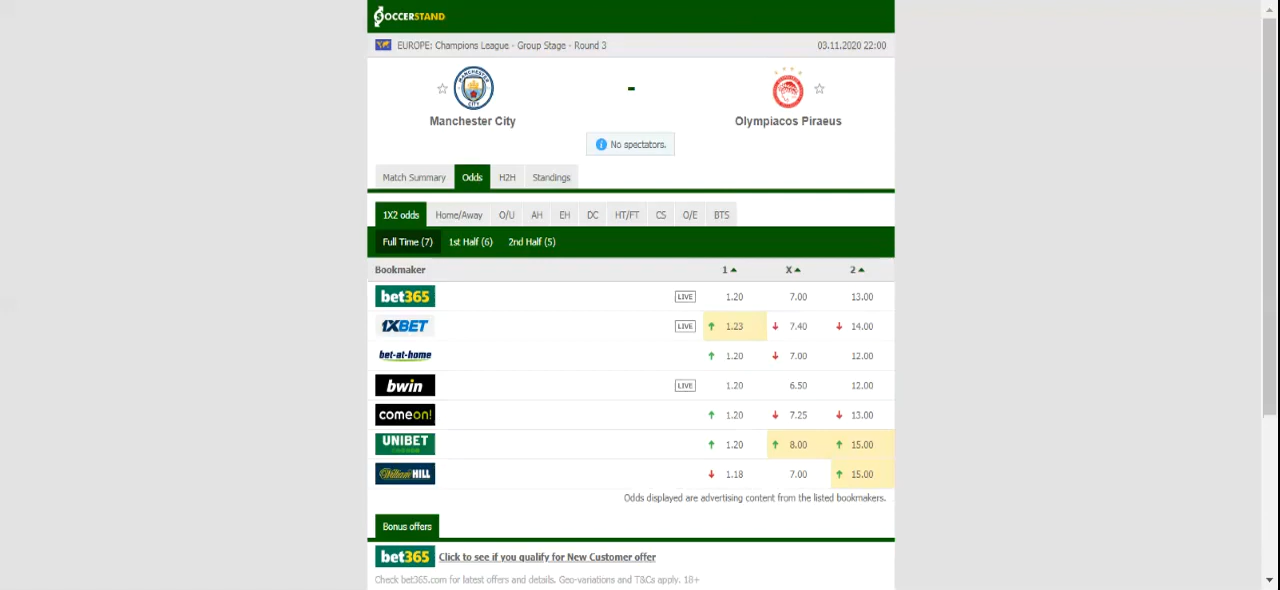 SOCCERSTAND
EUROPE: Champions League - Group Stage - Round 3 03.11.2020 22:00
MANCHESTER
CITY
Manchester City - Olympiacos Piraeus
No spectators.
Match Summary Odds H2H Standings
1X2 odds Home/Away O/U AH EH DC HT/FT CS O/E BTS
Full Time (7) 1st Half (6) 2nd Half (5)
Bookmaker 1 X 2
bet365 LIVE 1.20 7.00 13.00
1XBET LIVE 1.23 7.40 14.00
bet-at-home 1.20 7.00 12.00
bwin LIVE 1.20 6.50 12.00
comeon! 1.20 7.25 13.00
UNIBET 1.20 8.00 15.00
William HILL 1.18 7.00 15.00
Odds displayed are advertising content from the listed bookmakers.
Bonus offers
bet365 Click to see if you qualify for New Customer offer
Check bet365.com for latest offers and details. Geo-variations and T&Cs apply. 18+